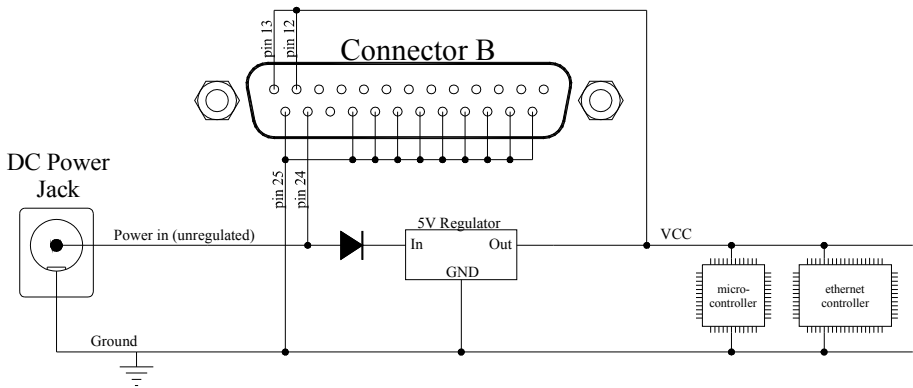 pin 13
pin 12
Connector B
DC Power
Jack
pin 25
pin 24
Power in (unregulated)
5V Regulator
In
Out
GND
VCC
micro-
controller
ethernet
controller
Ground